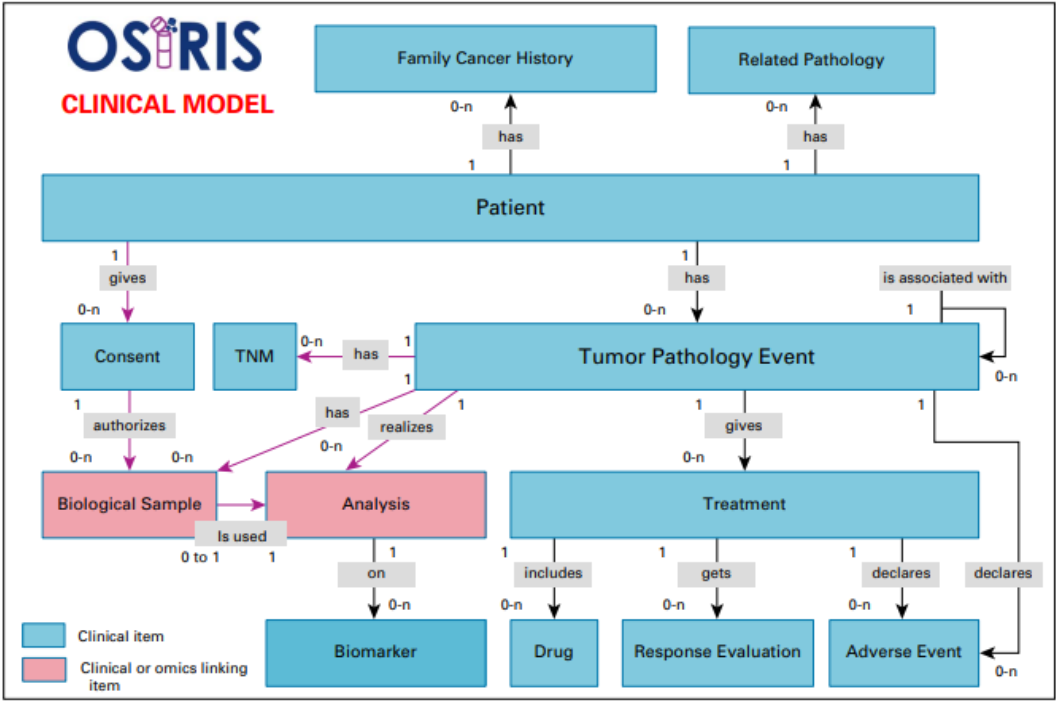 OSIRIS
CLINICAL MODEL
Family Cancer History
Related Pathology
0-n
0-n
has
has
1
1
Patient
1
1
gives
has
is associated with
0-n
0-n
1
Consent
TNM
0-n
has
1
Tumor Pathology Event
0-n
1
1
1
1
1
authorizes
has
realizes
gives
0-n
0-n
0-n
0-n
Biological Sample
Analysis
Treatment
Is used
0 to 1
1
1
1
1
1
on
includes
gets
declares
declares
0-n
0-n
0-n
0-n
Biomarker
Drug
Response Evaluation
Adverse Event
0-n
Clinical item
Clinical or omics linking
item